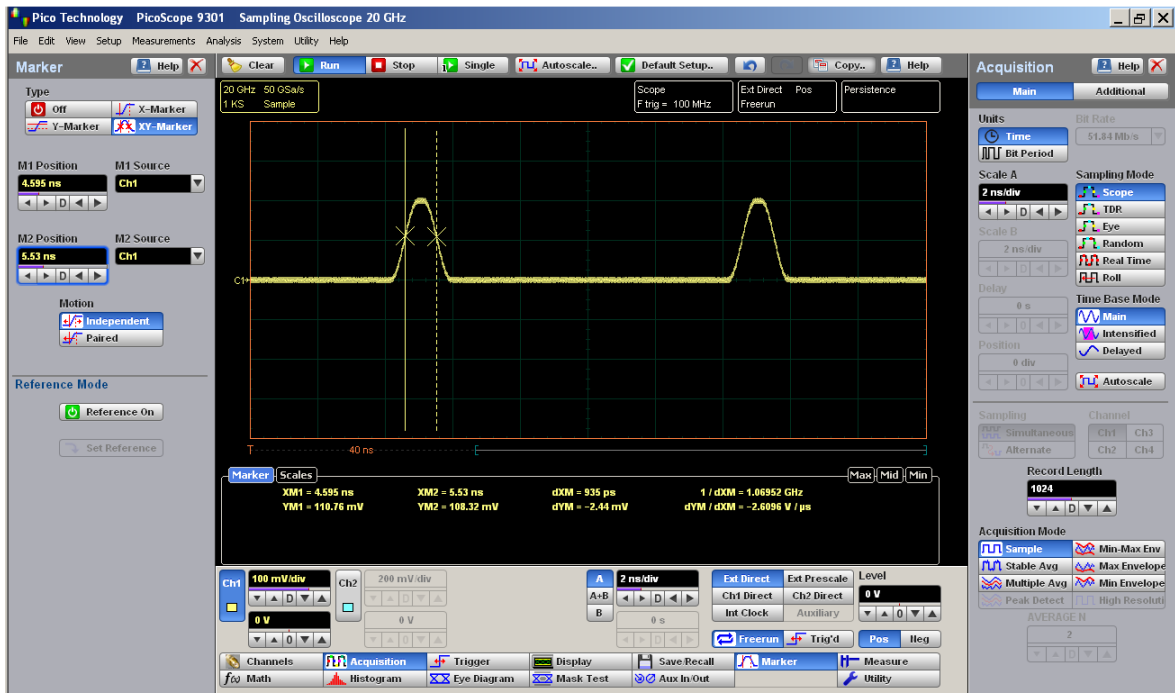 Pico Technology PicoScope 9301 Sampling Oscilloscope 20 GHz
File Edit View Setup Measurements Analysis System Utility Help
Marker ? Help
Type
Off X-Marker
Y-Marker XY-Marker
M1 Position M1 Source
4.595 ns Ch1
D
M2 Position M2 Source
5.53 ns Ch1
D
Motion
Independent
Paired
Reference Mode
Reference On
Set Reference
Clear Run Stop Single Autoscale.. Default Setup.. Copy.. ? Help
20 GHz 50 GSa/s
1 KS Sample
Scope
F trig = 100 MHz
Ext Direct Pos
Freerun
Persistence
C1
T 40 ns
Marker Scales Max Mid Min
XM1 = 4.595 ns XM2 = 5.53 ns dXM = 935 ps 1 / dXM = 1.06952 GHz
YM1 = 110.76 mV YM2 = 108.32 mV dYM = -2.44 mV dYM / dXM = -2.6096 V / µs
Ch1 100 mV/div Ch2 200 mV/div A 2 ns/div Ext Direct Ext Prescale Level
D D A+B D Ch1 Direct Ch2 Direct 0 V
0 V 0 V B 0 s Int Clock Auxiliary 0
0 0 D Freerun Trig'd Pos Neg
Channels Acquisition Trigger Display Save/Recall Marker Measure
f(x) Math Histogram Eye Diagram Mask Test Aux In/Out Utility
Acquisition ? Help
Main Additional
Units Bit Rate
Time 51.84 Mb/s
Bit Period
Scale A Sampling Mode
2 ns/div Scope
D TDR
Scale B Eye
2 ns/div Random
D Real Time
Delay Roll
0 s Time Base Mode
0 Main
Position Intensified
0 div Delayed
0 Autoscale
Sampling Channel
Simultaneous Ch1 Ch3
Alternate Ch2 Ch4
Record Length
1024
D
Acquisition Mode
Sample Min-Max Env
Stable Avg Max Envelope
Multiple Avg Min Envelope
Peak Detect High Resoluti
AVERAGE N
2
D